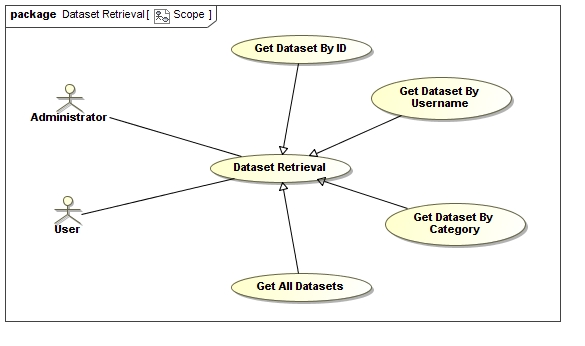 package Dataset Retrieval [ Scope ]
Get Dataset By ID
Get Dataset By
Username
Administrator
Dataset Retrieval
User
Get Dataset By
Category
Get All Datasets